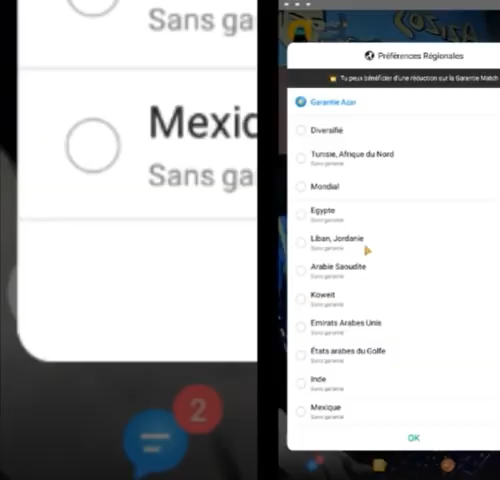 Sans ga
Mexic
Sans ga
2
Préférences Régionales
Tu peux bénéficier d'une réduction sur la Garantie Match
Garantie Azar
Diversifié
Tunisie, Afrique du Nord
Sans garantie
Mondial
Egypte
Sans garantie
Liban, Jordanie
Sans garantie
Arabie Saoudite
Sans garantie
Koweit
Sans garantie
Emirats Arabes Unis
Sans garantie
États arabes du Golfe
Sans garantie
Inde
Sans garantie
Mexique
Sans garantie
OK